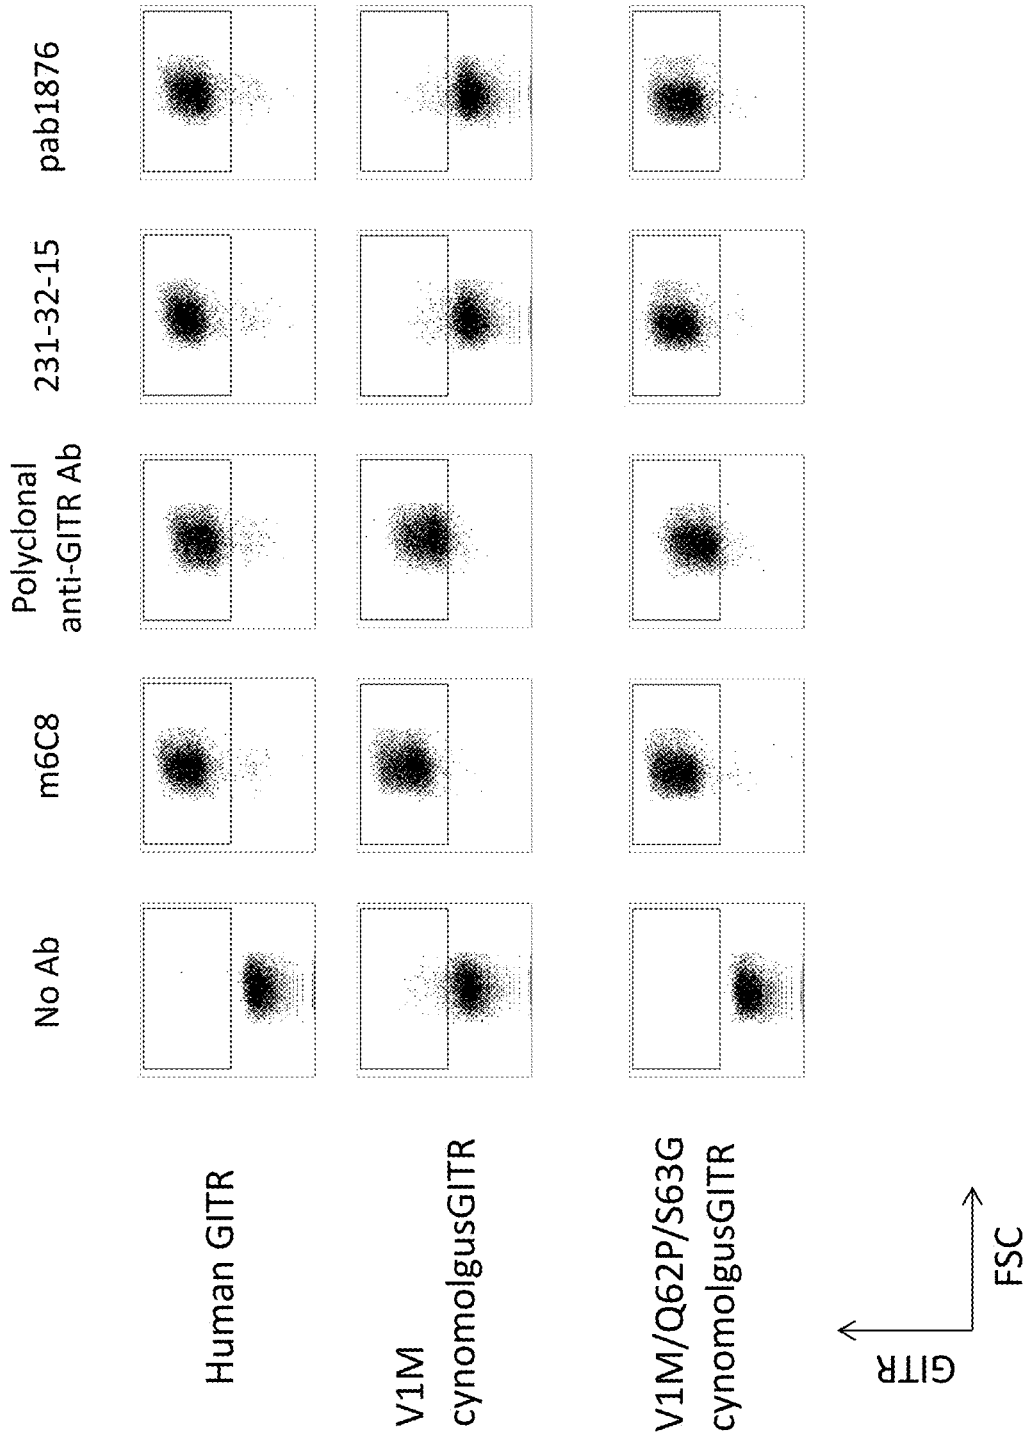 No Ab
m6C8
Polyclonal
anti-GITR Ab
231-32-15
pab1876
Human GITR
V1M
cynomolgusGITR
V1M/Q62P/S63G
cynomolgusGITR
GITR
FSC